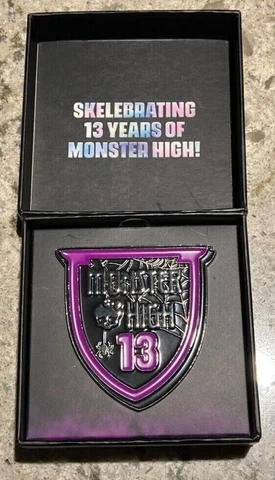 SKELEBRATING
13 YEARS OF
MONSTER HIGH!
MONSTER
HIGH
13